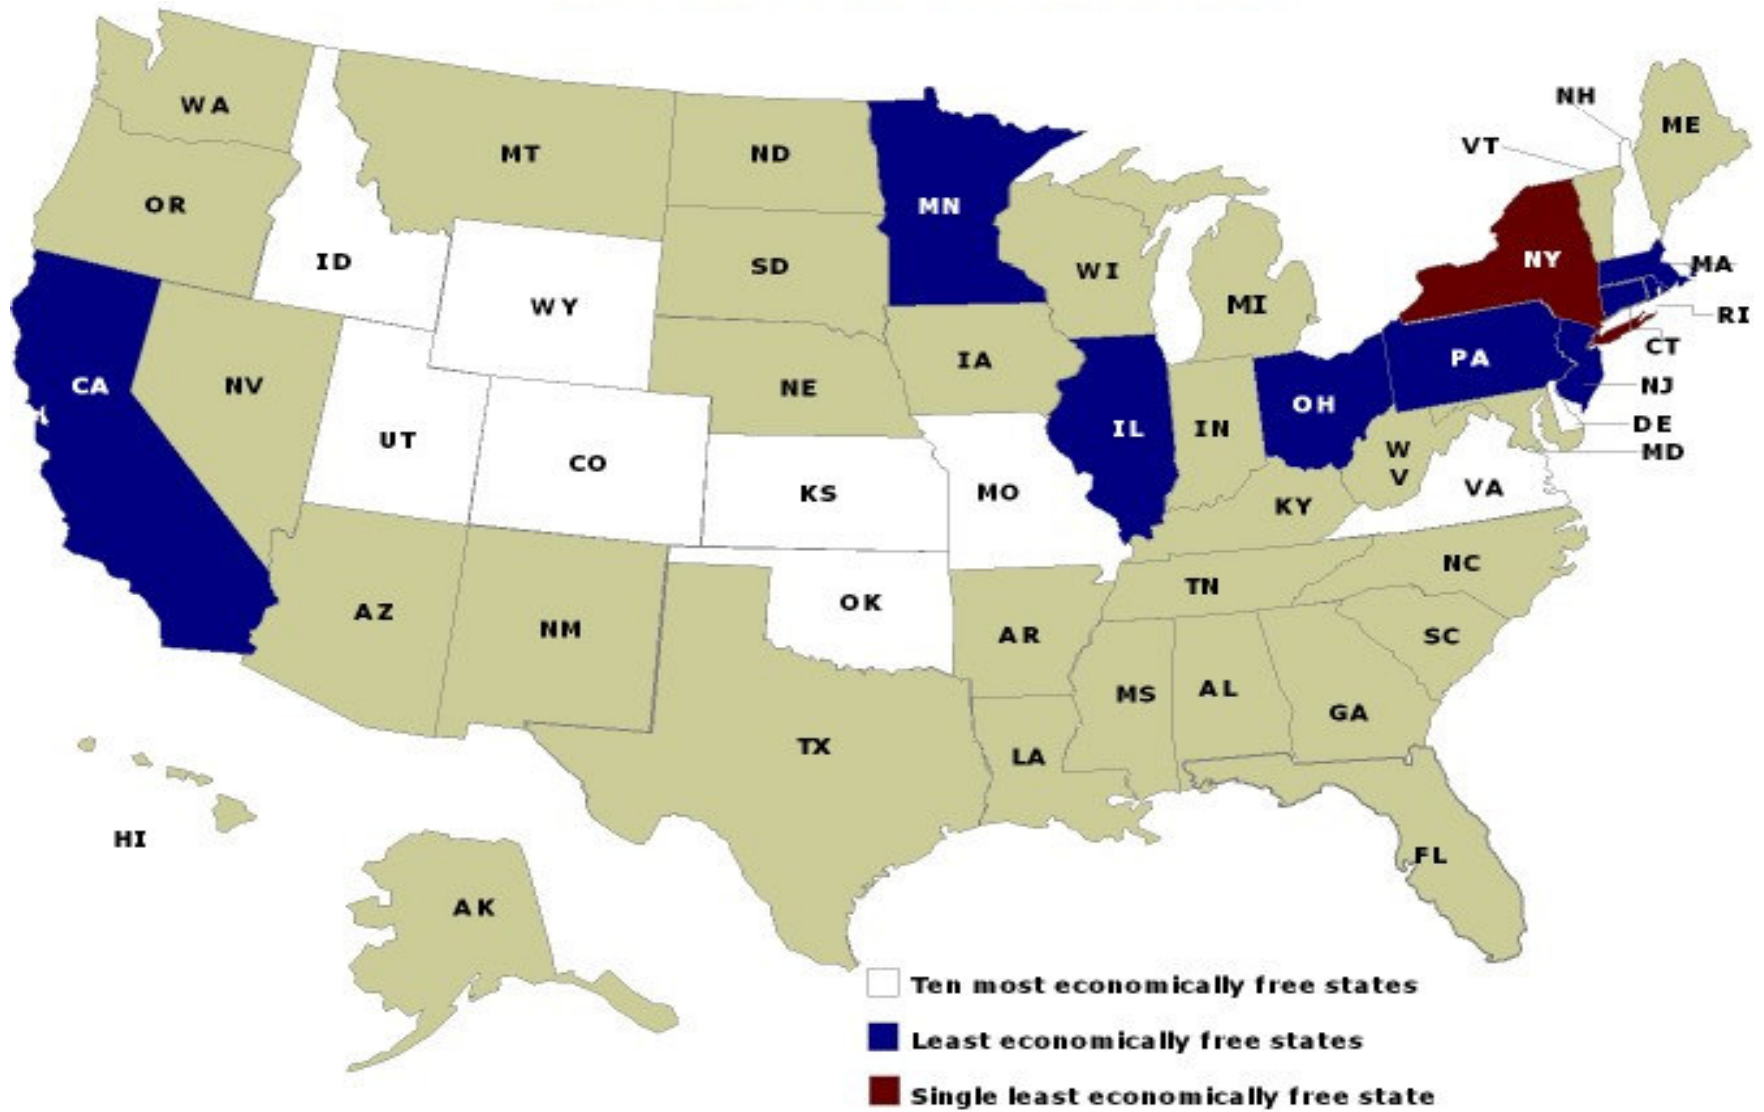 WA
MT
ND
MN
OR
ID
WY
SD
WI
MI
NH
ME
VT
NY
MA
RI
CT
CA
NV
UT
CO
NE
IA
IL
IN
OH
PA
NJ
DE
MD
W
V
VA
KS
MO
KY
AZ
NM
OK
AR
TN
NC
SC
MS
AL
GA
TX
LA
FL
HI
AK
Ten most economically free states
Least economically free states
Single least economically free state